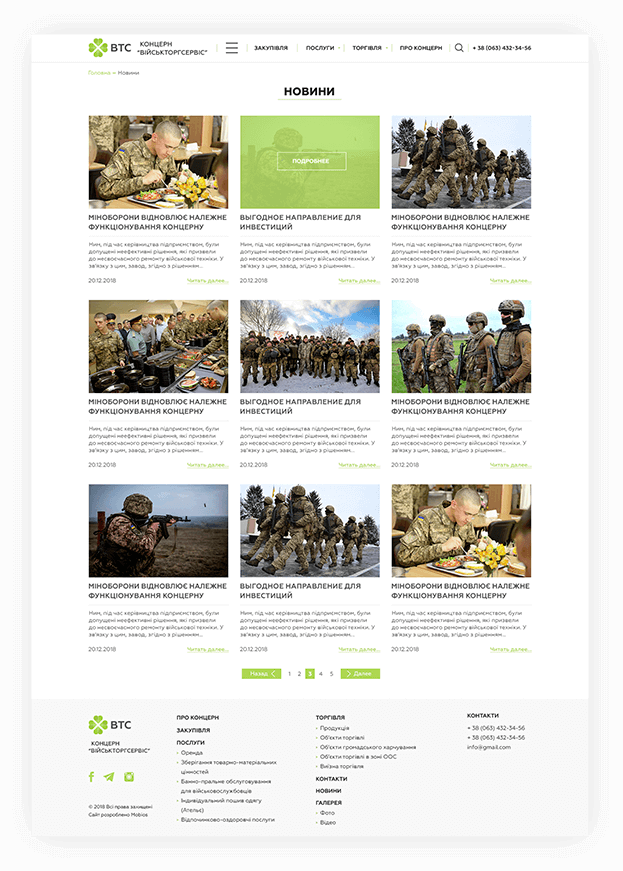 ВТС
КОНЦЕРН
"ВІЙСЬКТОРГСЕРВІС"
ЗАКУПІВЛЯ
ПОСЛУГИ
ТОРГІВЛЯ
ПРО КОНЦЕРН
+ 38 (063) 432-34-56
Головна – Новини
НОВИНИ
ПОДРОБНЕЕ
МІНОБОРОНИ ВІДНОВЛЮЄ НАЛЕЖНЕ
ФУНКЦІОНУВАННЯ КОНЦЕРНУ
Ним, під час керівництва підприємством, були
допущені неефективні рішення, які призвели
до несвоєчасного ремонту військової техніки. У
зв'язку з цим, завод, згідно з рішенням...
20.12.2018
Читать далее...
ВЫГОДНОЕ НАПРАВЛЕНИЕ ДЛЯ
ИНВЕСТИЦИЙ
Ним, під час керівництва підприємством, були
допущені неефективні рішення, які призвели
до несвоєчасного ремонту військової техніки. У
зв'язку з цим, завод, згідно з рішенням...
20.12.2018
Читать далее...
МІНОБОРОНИ ВІДНОВЛЮЄ НАЛЕЖНЕ
ФУНКЦІОНУВАННЯ КОНЦЕРНУ
Ним, під час керівництва підприємством, були
допущені неефективні рішення, які призвели
до несвоєчасного ремонту військової техніки. У
зв'язку з цим, завод, згідно з рішенням...
20.12.2018
Читать далее...
МІНОБОРОНИ ВІДНОВЛЮЄ НАЛЕЖНЕ
ФУНКЦІОНУВАННЯ КОНЦЕРНУ
Ним, під час керівництва підприємством, були
допущені неефективні рішення, які призвели
до несвоєчасного ремонту військової техніки. У
зв'язку з цим, завод, згідно з рішенням...
20.12.2018
Читать далее...
ВЫГОДНОЕ НАПРАВЛЕНИЕ ДЛЯ
ИНВЕСТИЦИЙ
Ним, під час керівництва підприємством, були
допущені неефективні рішення, які призвели
до несвоєчасного ремонту військової техніки. У
зв'язку з цим, завод, згідно з рішенням...
20.12.2018
Читать далее...
МІНОБОРОНИ ВІДНОВЛЮЄ НАЛЕЖНЕ
ФУНКЦІОНУВАННЯ КОНЦЕРНУ
Ним, під час керівництва підприємством, були
допущені неефективні рішення, які призвели
до несвоєчасного ремонту військової техніки. У
зв'язку з цим, завод, згідно з рішенням...
20.12.2018
Читать далее...
МІНОБОРОНИ ВІДНОВЛЮЄ НАЛЕЖНЕ
ФУНКЦІОНУВАННЯ КОНЦЕРНУ
Ним, під час керівництва підприємством, були
допущені неефективні рішення, які призвели
до несвоєчасного ремонту військової техніки. У
зв'язку з цим, завод, згідно з рішенням...
20.12.2018
Читать далее...
ВЫГОДНОЕ НАПРАВЛЕНИЕ ДЛЯ
ИНВЕСТИЦИЙ
Ним, під час керівництва підприємством, були
допущені неефективні рішення, які призвели
до несвоєчасного ремонту військової техніки. У
зв'язку з цим, завод, згідно з рішенням...
20.12.2018
Читать далее...
МІНОБОРОНИ ВІДНОВЛЮЄ НАЛЕЖНЕ
ФУНКЦІОНУВАННЯ КОНЦЕРНУ
Ним, під час керівництва підприємством, були
допущені неефективні рішення, які призвели
до несвоєчасного ремонту військової техніки. У
зв'язку з цим, завод, згідно з рішенням...
20.12.2018
Читать далее...
Назад 1 2 3 4 5 Далее
ВТС
КОНЦЕРН
"ВІЙСЬКТОРГСЕРВІС"
© 2018 Всі права захищені
Сайт розроблено Mobios
ПРО КОНЦЕРН
ЗАКУПІВЛЯ
ПОСЛУГИ
Оренда
Зберігання товарно-матеріальних
цінностей
Банно-пральне обслуговування
для військовослужбовців
Індивідуальний пошив одягу
(Ательє)
Відпочинково-оздоровчі послуги
ТОРГІВЛЯ
Продукція
Об'єкти торгівлі
Об'єкти громадського харчування
Об'єкти торгівлі в зоні ООС
Виїзна торгівля
КОНТАКТИ
НОВИНИ
ГАЛЕРЕЯ
Фото
Відео
КОНТАКТИ
+ 38 (063) 432-34-56
+ 38 (063) 432-34-56
info@gmail.com